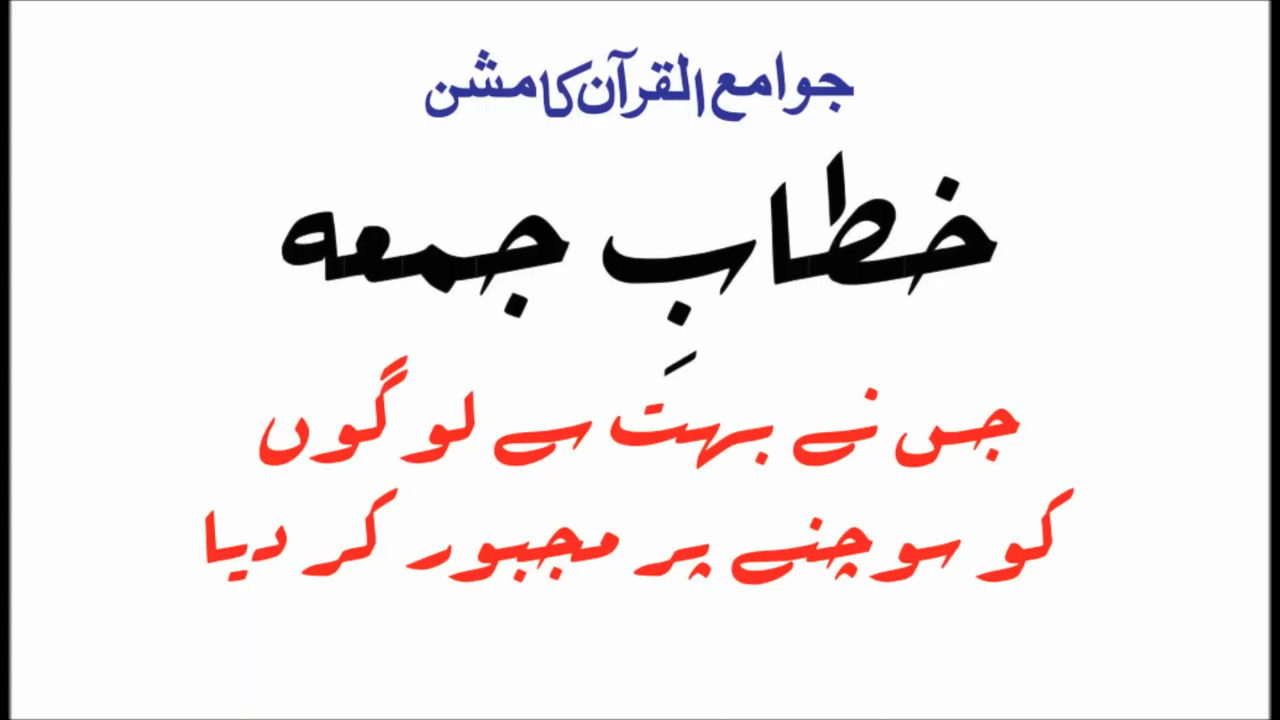 جوامع القرآن کا مشن
خطابِ جمعہ
جس نے بہت سے لوگوں
کو سوچنے پر مجبور کر دیا